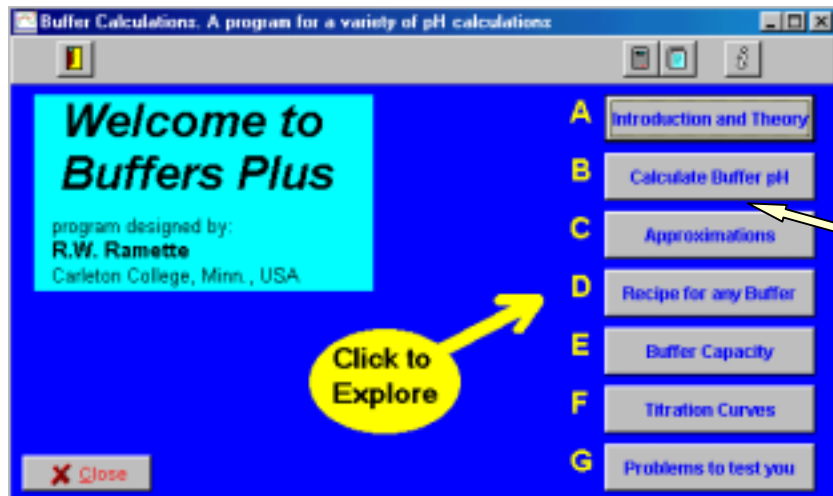 Buffer Calculations. A program for a variety of pH calculations
Welcome to
Buffers Plus
program designed by:
R.W. Ramette
Carleton College, Minn., USA
A Introduction and Theory
B Calculate Buffer pH
C Approximations
D Recipe for any Buffer
E Buffer Capacity
F Titration Curves
G Problems to test you
Click to
Explore
Close